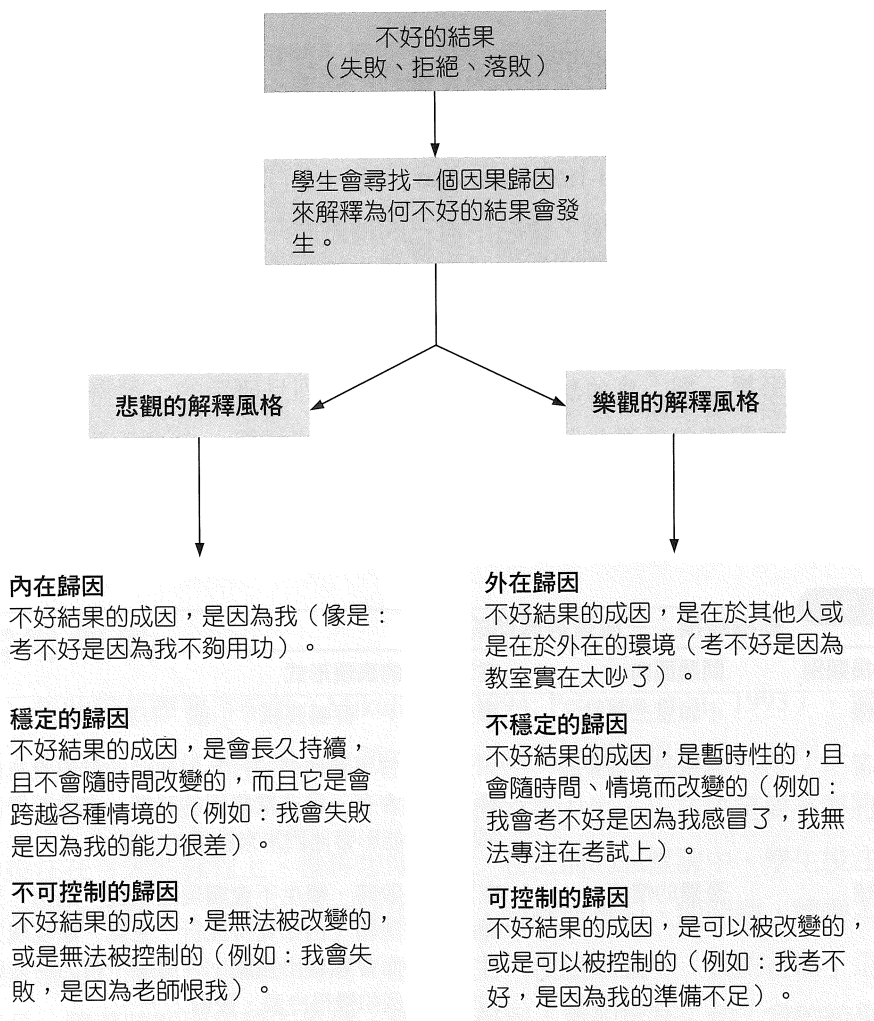 不好的結果
（失敗、拒絕、落敗）
學生會尋找一個因果歸因，
來解釋為何不好的結果會發
生。
悲觀的解釋風格
樂觀的解釋風格
內在歸因
不好結果的成因，是因為我（像是：
考不好是因為我不夠用功）。
穩定的歸因
不好結果的成因，是會長久持續，
且不會隨時間改變的，而且它是會
跨越各種情境的（例如：我會失敗
是因為我的能力很差）。
不可控制的歸因
不好結果的成因，是無法被改變的，
或是無法被控制的（例如：我會失
敗，是因為老師恨我）。
外在歸因
不好結果的成因，是在於其他人或
是在於外在的環境（考不好是因為
教室實在太吵了）。
不穩定的歸因
不好結果的成因，是暫時性的，且
會隨時間、情境而改變的（例如：
我會考不好是因為我感冒了，我無
法專注在考試上）。
可控制的歸因
不好結果的成因，是可以被改變的，
或是可以被控制的（例如：我考不
好，是因為我的準備不足）。